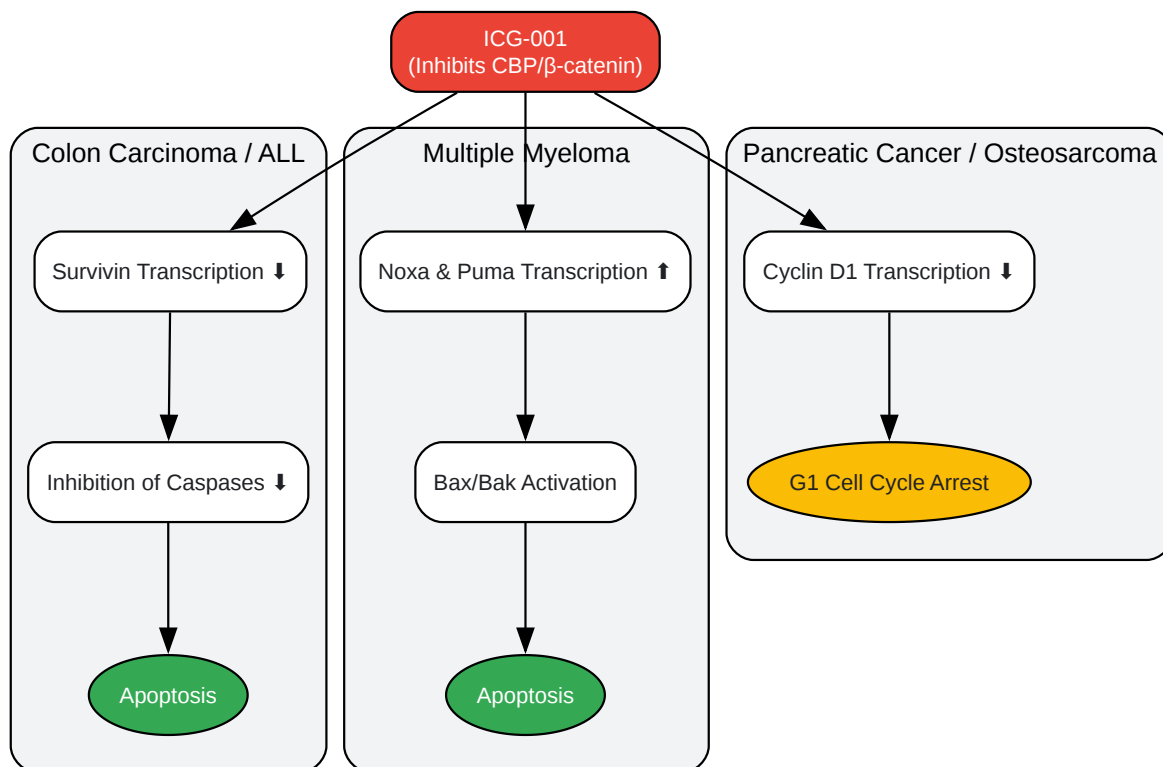 ICG-001
(Inhibits CBP/β-catenin)
Colon Carcinoma / ALL
Multiple Myeloma
Pancreatic Cancer / Osteosarcoma
Survivin Transcription ⬇
Noxa & Puma Transcription ⬆
Cyclin D1 Transcription ⬇
Inhibition of Caspases ⬇
Bax/Bak Activation
G1 Cell Cycle Arrest
Apoptosis
Apoptosis